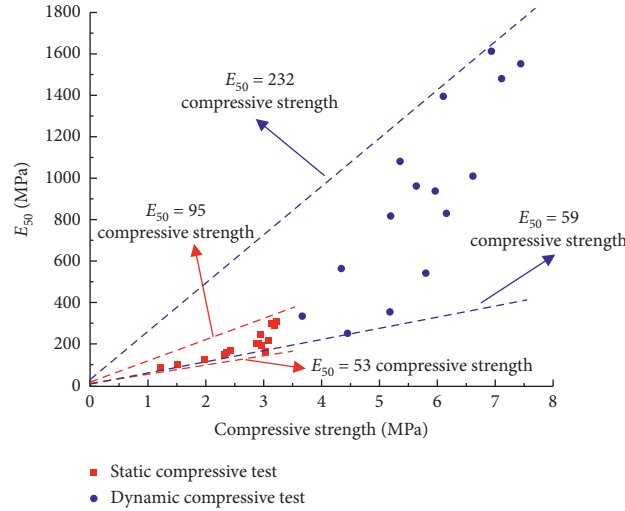 1800
1600
1400
1200
1000
800
600
400
200
0
E50 (MPa)
E50 = 232
compressive strength
E50 = 95
compressive strength
E50 = 59
compressive strength
E50 = 53 compressive strength
0 1 2 3 4 5 6 7 8
Compressive strength (MPa)
Static compressive test
Dynamic compressive test